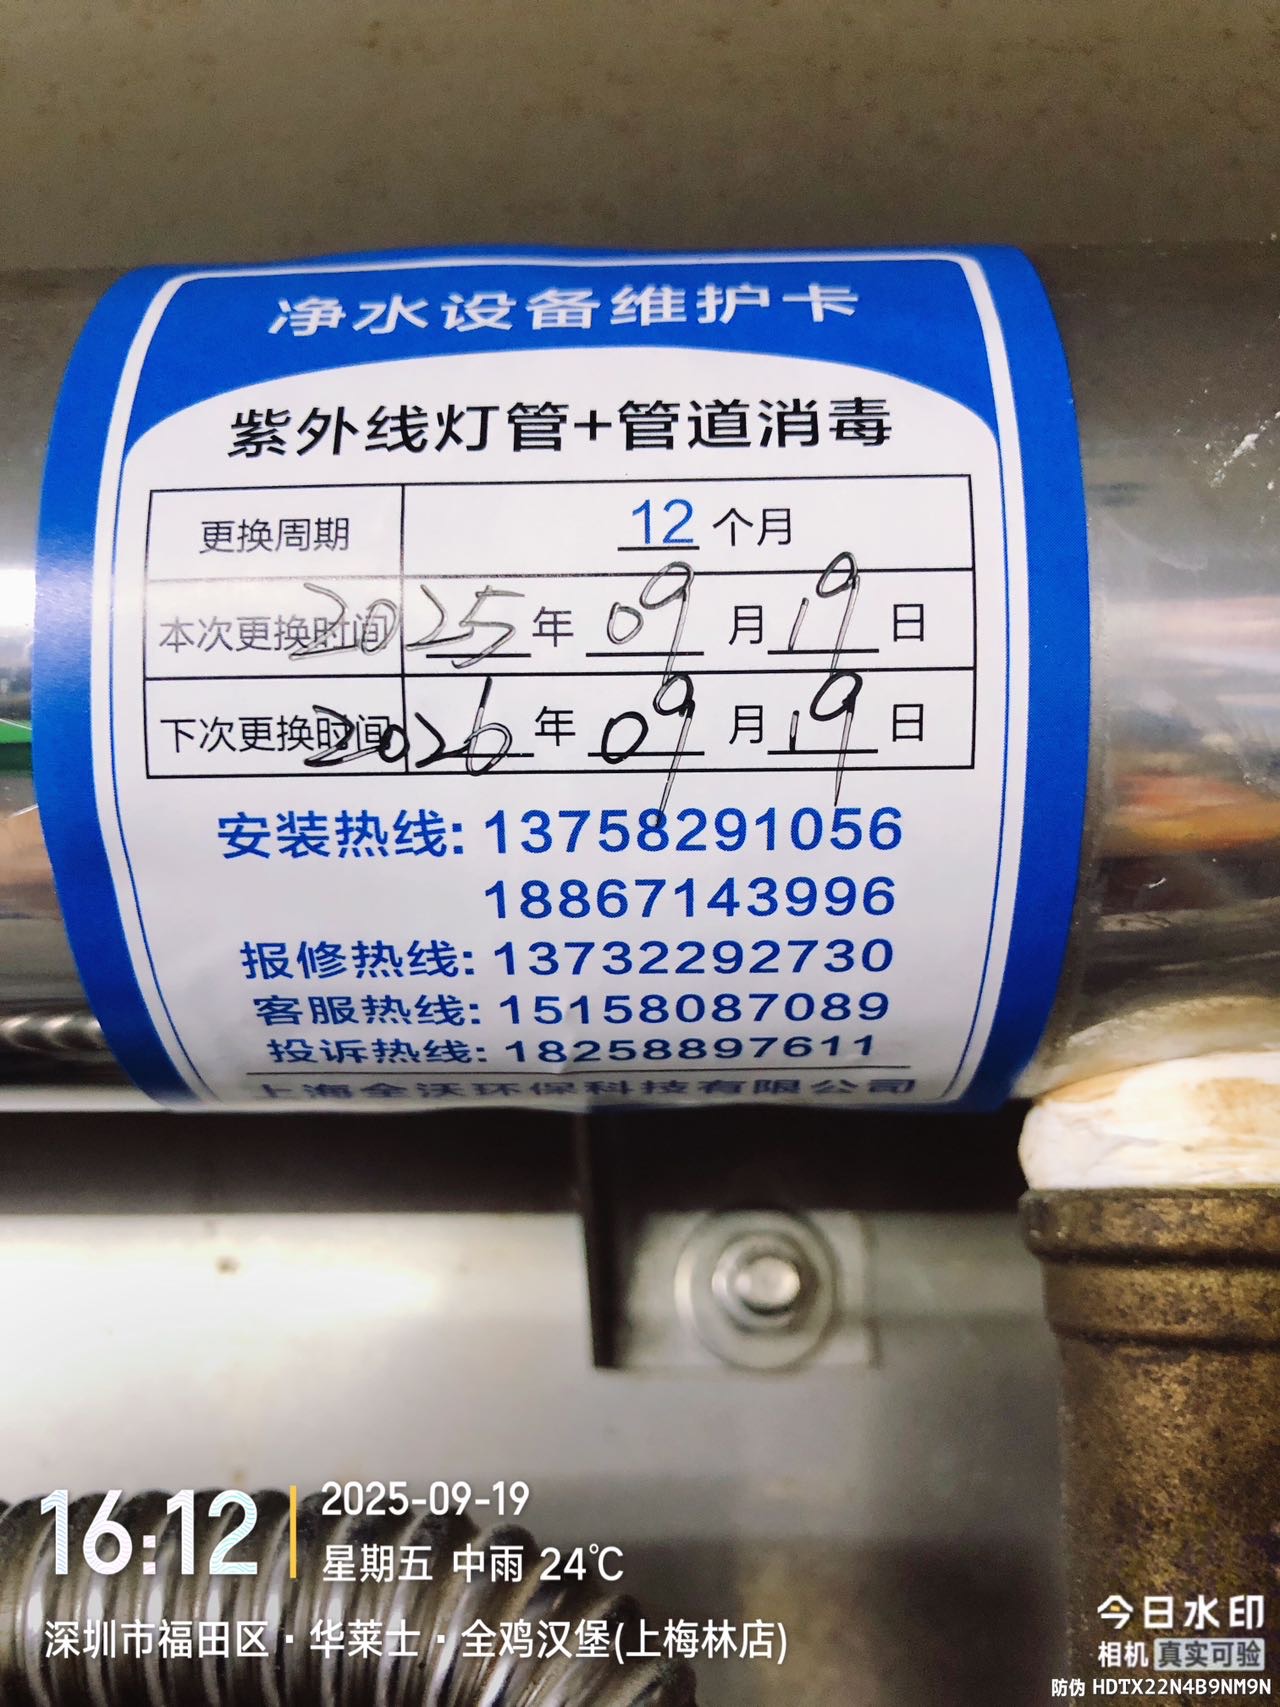 净水设备维护卡
紫外线灯管+管道消毒
更换周期 12 个月
本次更换时间 2025 年 09 月 19 日
下次更换时间 2026 年 09 月 19 日
安装热线: 13758291056
18867143996
报修热线: 13732292730
客服热线: 15158087089
投诉热线: 18258897611
上海全沃环保科技有限公司
16:12
2025-09-19
星期五 中雨 24℃
深圳市福田区·华莱士·全鸡汉堡(上梅林店)
今日水印
相机 真实可验
防伪 HDTX22N4B9NM9N